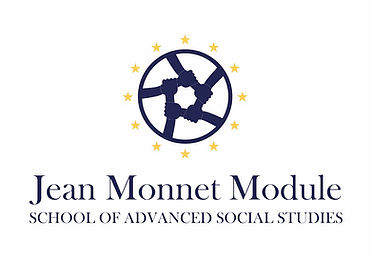 Jean Monnet Module
SCHOOL OF ADVANCED SOCIAL STUDIES